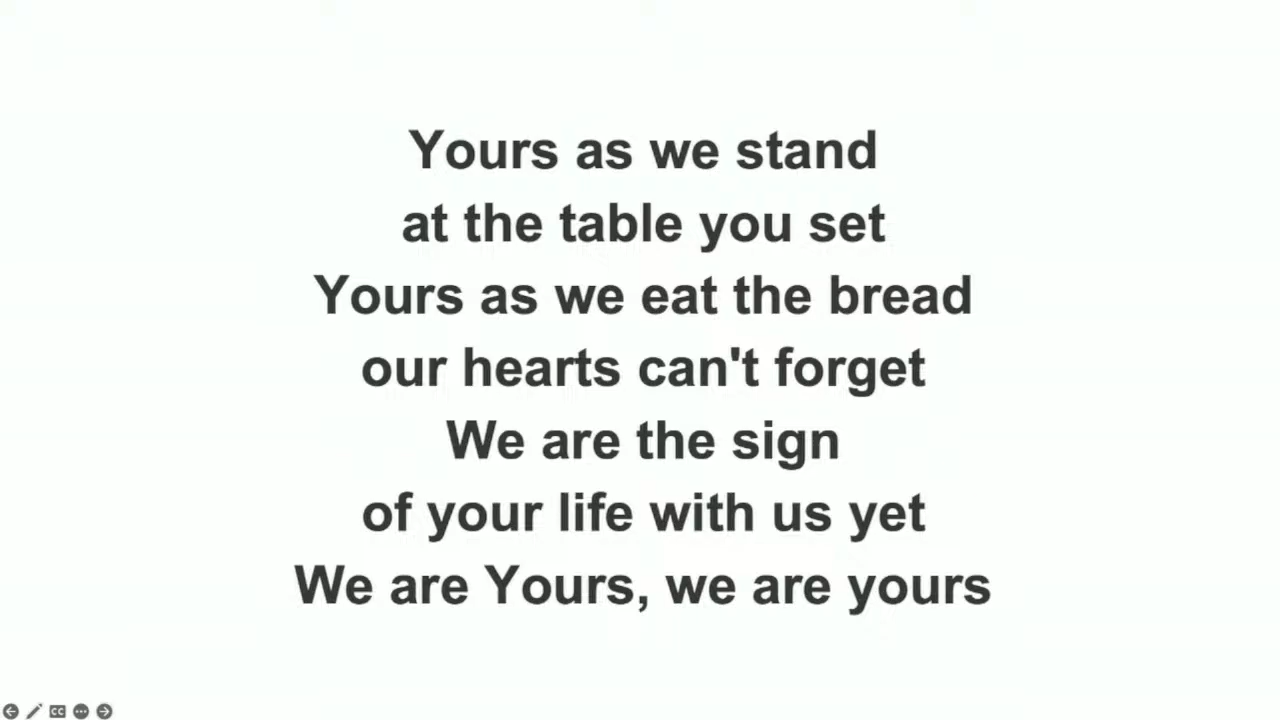 Yours as we stand
at the table you set
Yours as we eat the bread
our hearts can't forget
We are the sign
of your life with us yet
We are Yours, we are yours
CC